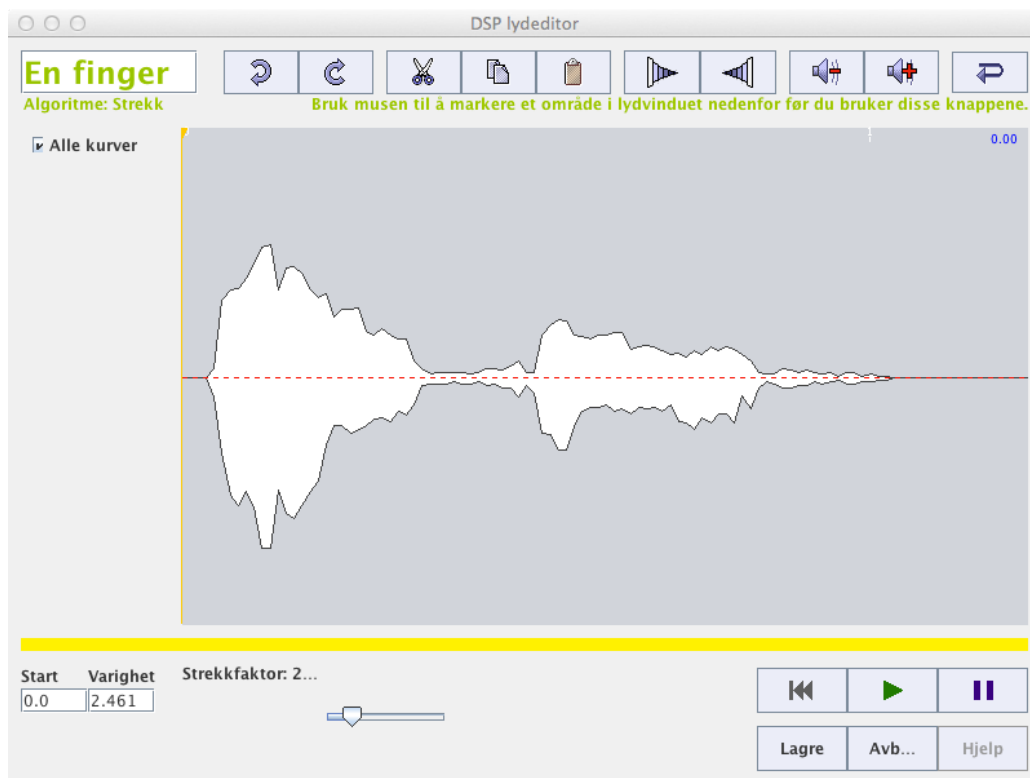 DSP lydeditor
En finger
Algoritme: Strekk
Bruk musen til å markere et område i lydvinduet nedenfor før du bruker disse knappene.
Alle kurver
1
0.00
Start
Varighet
Strekkfaktor: 2...
0.0
2.461
Lagre
Avb...
Hjelp